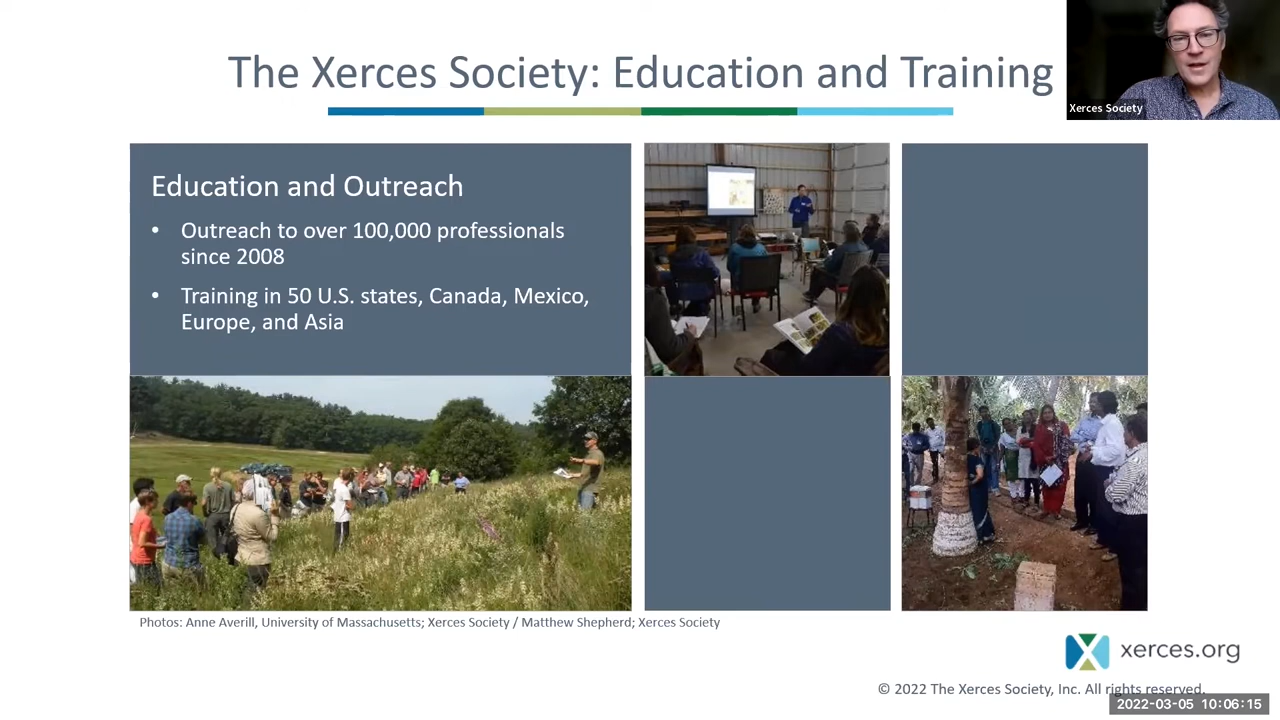 The Xerces Society: Education and Training
Xerces Society
Education and Outreach
• Outreach to over 100,000 professionals
since 2008
• Training in 50 U.S. states, Canada, Mexico,
Europe, and Asia
Photos: Anne Averill, University of Massachusetts; Xerces Society / Matthew Shepherd; Xerces Society
xerces.org
© 2022 The Xerces Society, Inc. All rights reserved.
2022-03-05 10:06:15